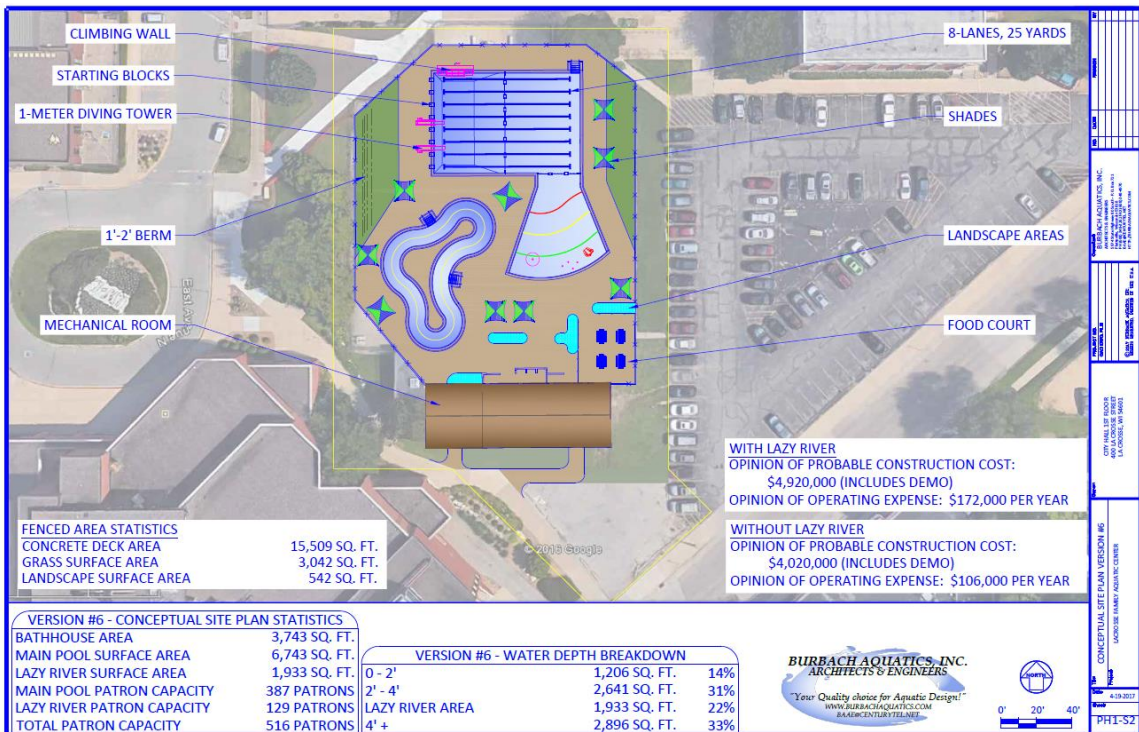 CLIMBING WALL
STARTING BLOCKS
1-METER DIVING TOWER
1'-2' BERM
MECHANICAL ROOM
8-LANES, 25 YARDS
SHADES
LANDSCAPE AREAS
FOOD COURT
East Ave N
WITH LAZY RIVER
OPINION OF PROBABLE CONSTRUCTION COST:
$4,920,000 (INCLUDES DEMO)
OPINION OF OPERATING EXPENSE: $172,000 PER YEAR
WITHOUT LAZY RIVER
OPINION OF PROBABLE CONSTRUCTION COST:
$4,020,000 (INCLUDES DEMO)
OPINION OF OPERATING EXPENSE: $106,000 PER YEAR
FENCED AREA STATISTICS
CONCRETE DECK AREA 15,509 SQ. FT.
GRASS SURFACE AREA 3,042 SQ. FT.
LANDSCAPE SURFACE AREA 542 SQ. FT.
© 2016 Google
VERSION #6 - CONCEPTUAL SITE PLAN STATISTICS
BATHHOUSE AREA 3,743 SQ. FT.
MAIN POOL SURFACE AREA 6,743 SQ. FT.
LAZY RIVER SURFACE AREA 1,933 SQ. FT.
MAIN POOL PATRON CAPACITY 387 PATRONS
LAZY RIVER PATRON CAPACITY 129 PATRONS
TOTAL PATRON CAPACITY 516 PATRONS
VERSION #6 - WATER DEPTH BREAKDOWN
0 - 2' 1,206 SQ. FT. 14%
2' - 4' 2,641 SQ. FT. 31%
LAZY RIVER AREA 1,933 SQ. FT. 22%
4' + 2,896 SQ. FT. 33%
BURBACH AQUATICS, INC.
ARCHITECTS & ENGINEERS
"Your Quality choice for Aquatic Design!"
WWW.BURBACHAQUATICS.COM
BAAE@CENTURYTEL.NET
NORTH
0' 20' 40'
BURBACH AQUATICS, INC.
CITY HALL 1ST FLOOR
400 LA CROSSE STREET
LA CROSSE, WI 54601
CONCEPTUAL SITE PLAN VERSION #6
LACROSSE FAMILY AQUATIC CENTER
4-19-2017
PH1-S2